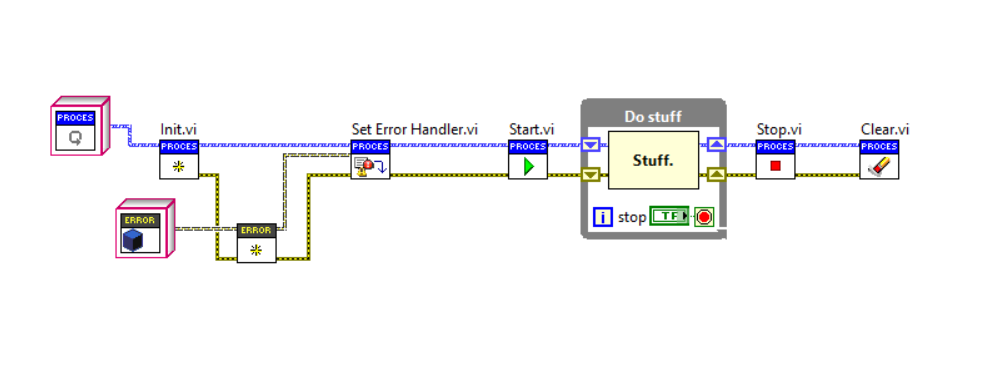 PROCES
Init.vi
PROCES
Set Error Handler.vi
PROCES
Start.vi
PROCES
Do stuff
Stuff.
i
stop
TF
Stop.vi
PROCES
Clear.vi
PROCES
ERROR
ERROR